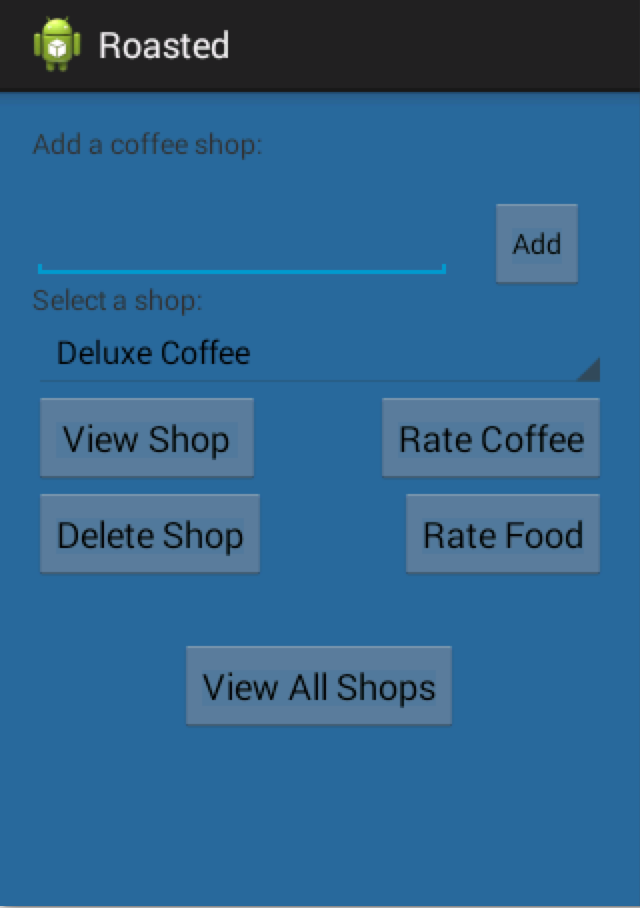 Roasted
Add a coffee shop:
Add
Select a shop:
Deluxe Coffee
View Shop
Rate Coffee
Delete Shop
Rate Food
View All Shops